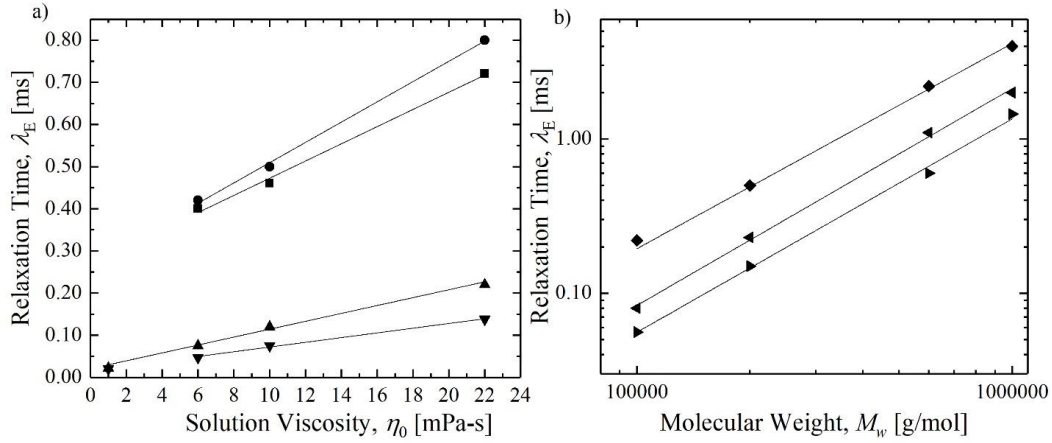 a)
0.80
0.70
0.60
0.50
0.40
0.30
0.20
0.10
0.00
Relaxation Time, λE [ms]
0 2 4 6 8 10 12 14 16 18 20 22 24
Solution Viscosity, η0 [mPa-s]
b)
1.00
0.10
Relaxation Time, λE [ms]
100000 1000000
Molecular Weight, Mw [g/mol]